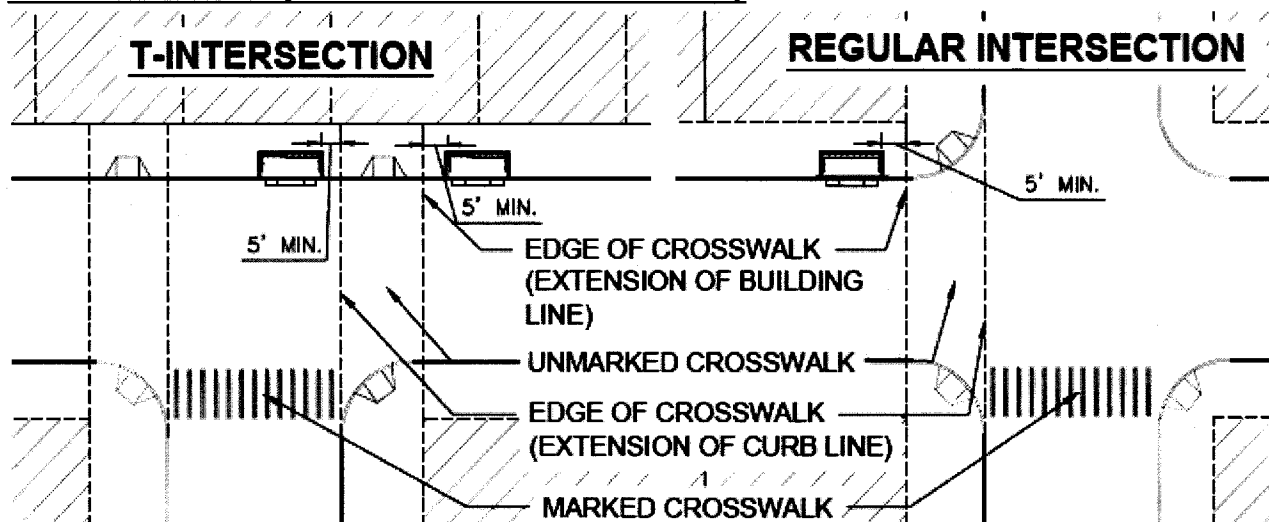 T-INTERSECTION
REGULAR INTERSECTION
5' MIN.
5' MIN.
5' MIN.
EDGE OF CROSSWALK
(EXTENSION OF BUILDING
LINE)
UNMARKED CROSSWALK
EDGE OF CROSSWALK
(EXTENSION OF CURB LINE)
MARKED CROSSWALK